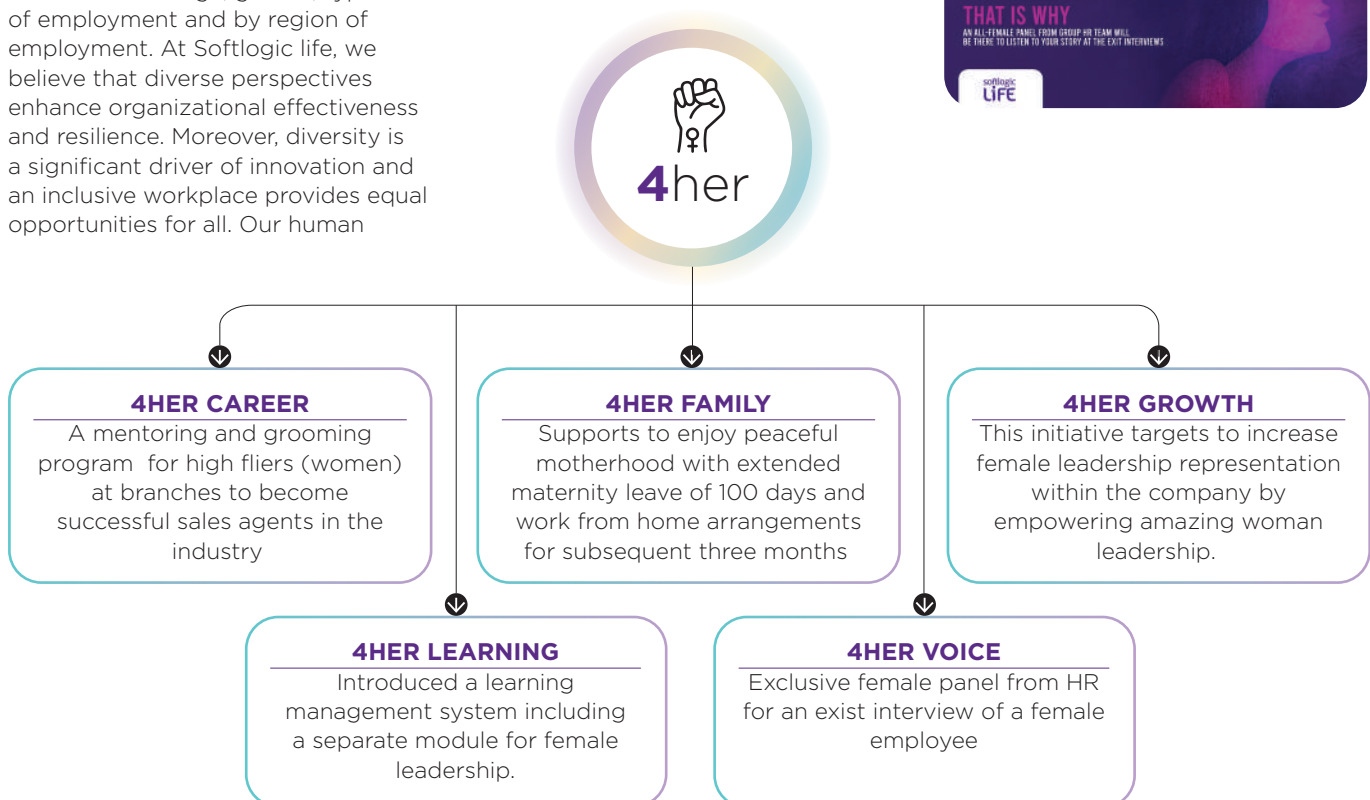 of employment and by region of
employment. At Softlogic life, we
believe that diverse perspectives
enhance organizational effectiveness
and resilience. Moreover, diversity is
a significant driver of innovation and
an inclusive workplace provides equal
opportunities for all. Our human
THAT IS WHY
AN ALL-FEMALE PANEL FROM GROUP HR TEAM WILL
BE THERE TO LISTEN TO YOUR STORY AT THE EXIT INTERVIEWS
softlogic
LIFE
4her
4HER CAREER
A mentoring and grooming
program for high fliers (women)
at branches to become
successful sales agents in the
industry
4HER FAMILY
Supports to enjoy peaceful
motherhood with extended
maternity leave of 100 days and
work from home arrangements
for subsequent three months
4HER GROWTH
This initiative targets to increase
female leadership representation
within the company by
empowering amazing woman
leadership.
4HER LEARNING
Introduced a learning
management system including
a separate module for female
leadership.
4HER VOICE
Exclusive female panel from HR
for an exist interview of a female
employee